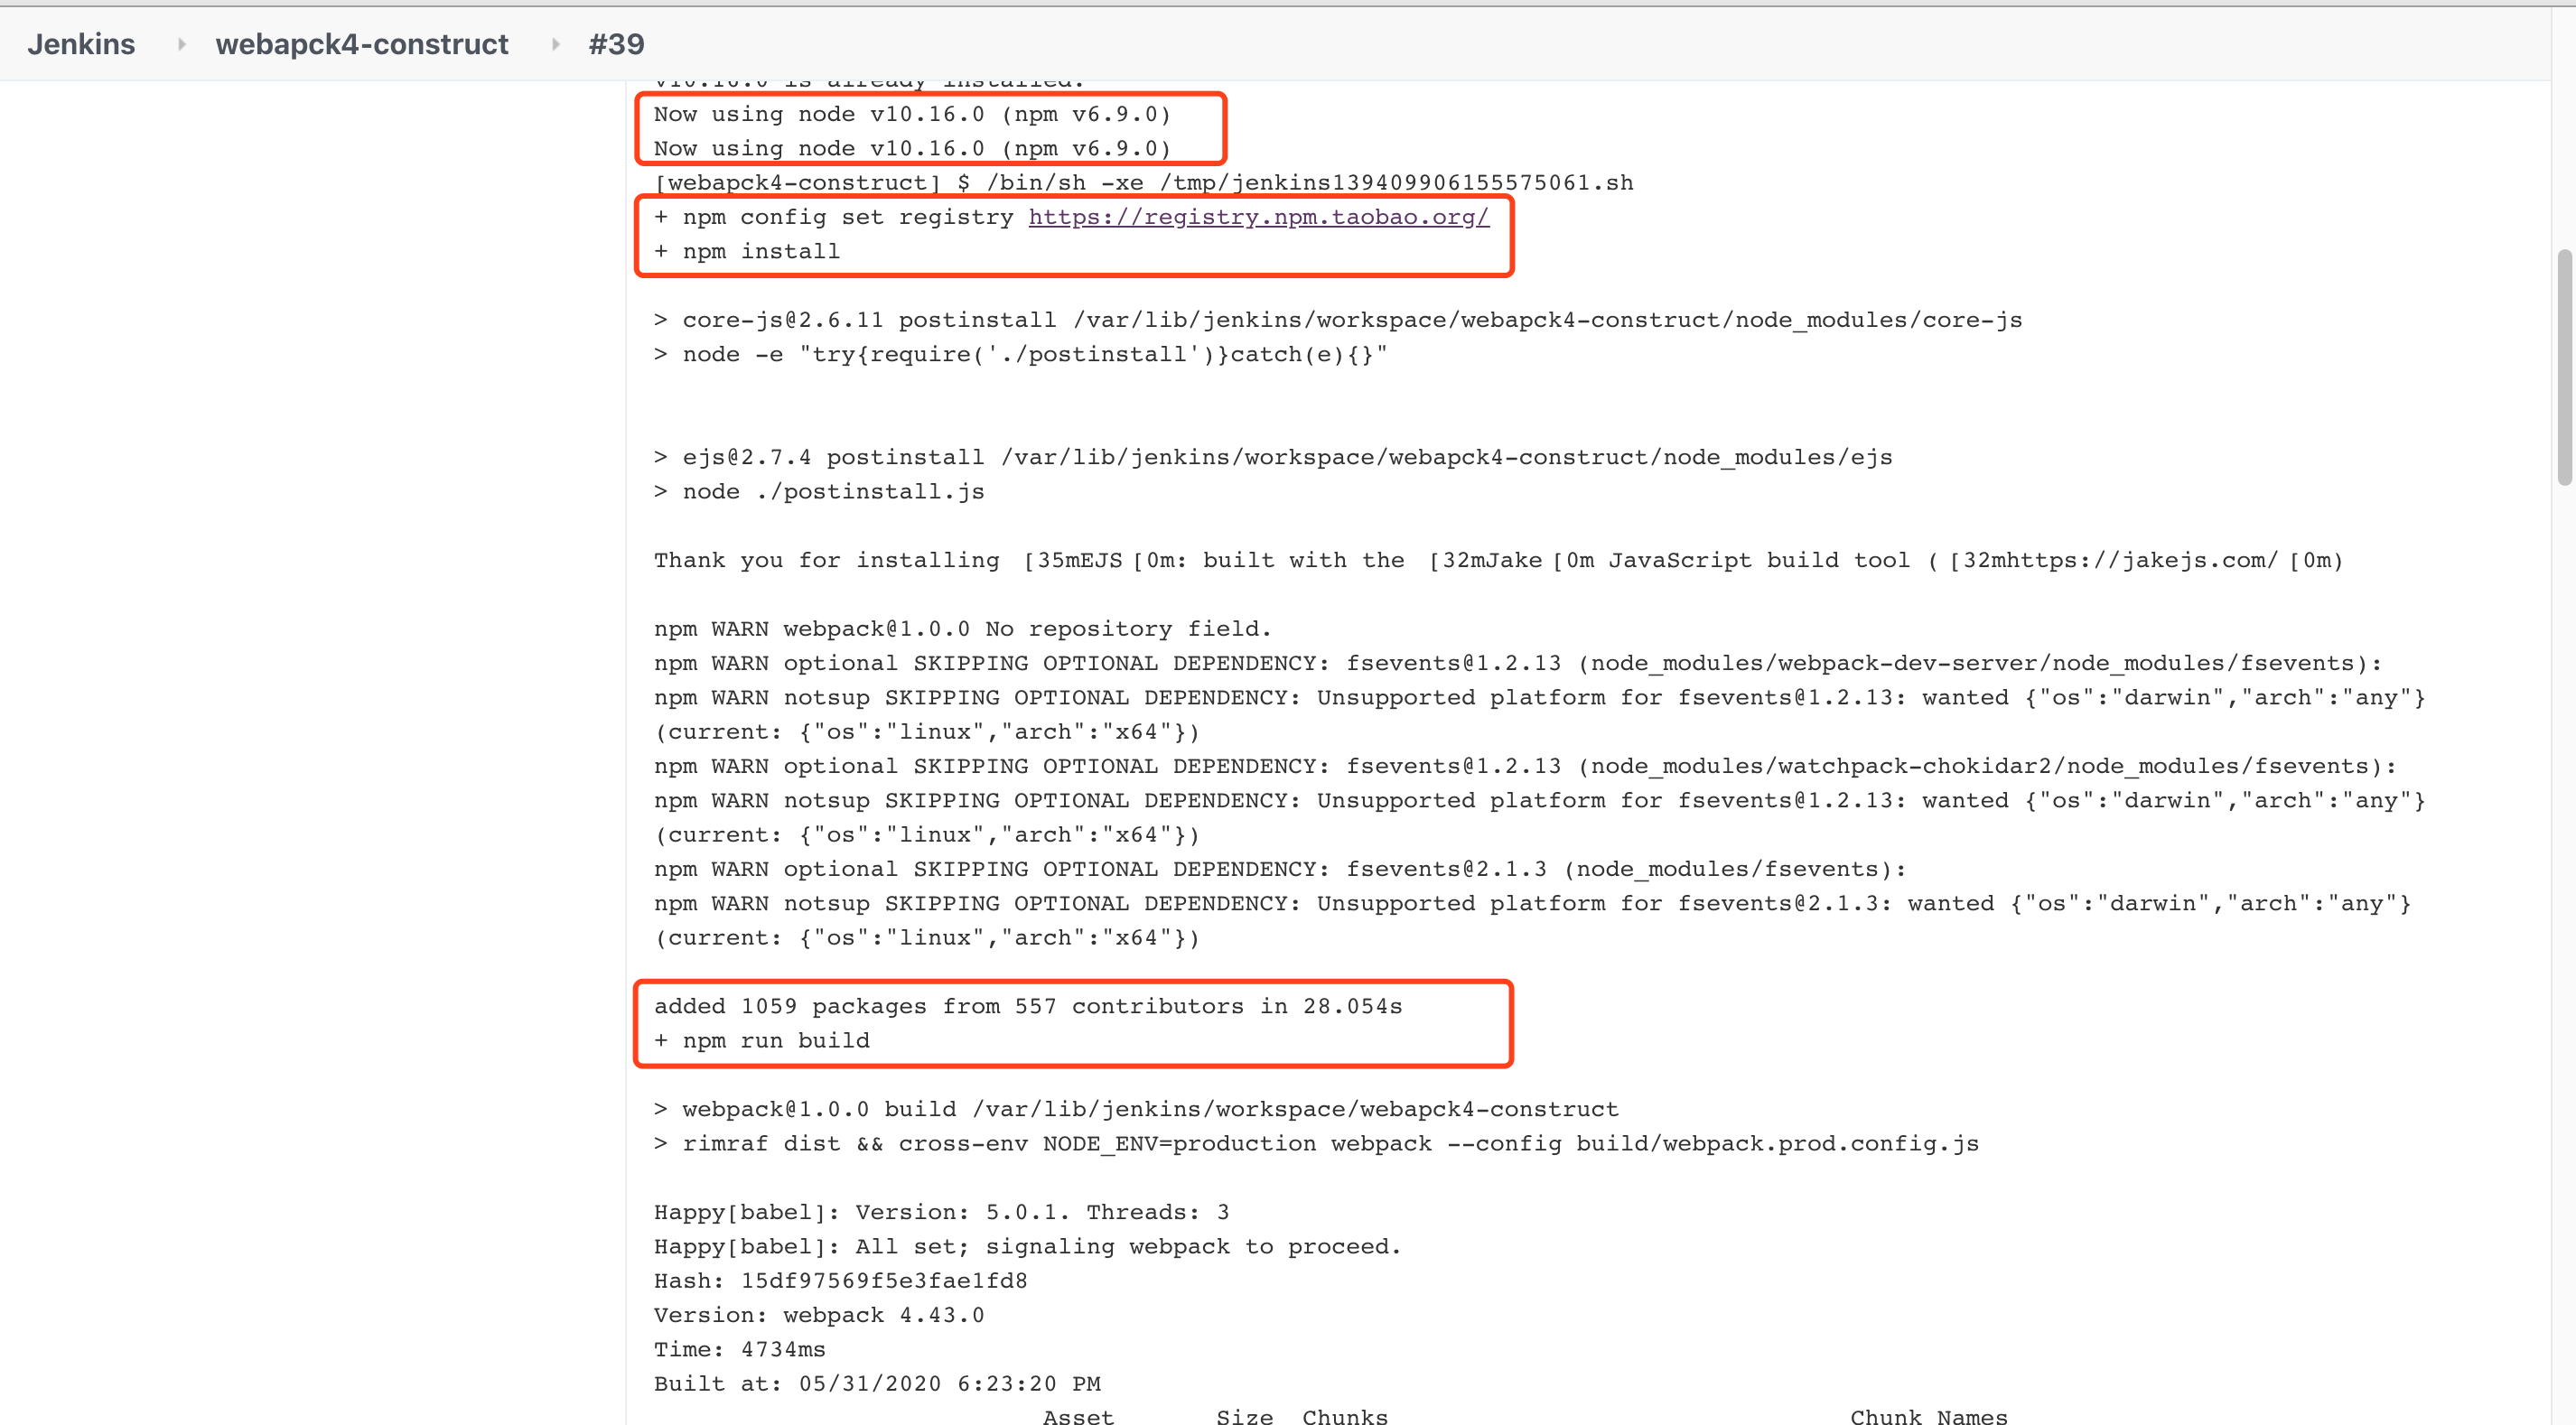 Jenkins webapck4-construct #39
v10.16.0 is already installed.
Now using node v10.16.0 (npm v6.9.0)
Now using node v10.16.0 (npm v6.9.0)
[webapck4-construct] $ /bin/sh -xe /tmp/jenkins139409906155575061.sh
+ npm config set registry https://registry.npm.taobao.org/
+ npm install
> core-js@2.6.11 postinstall /var/lib/jenkins/workspace/webapck4-construct/node_modules/core-js
> node -e "try{require('./postinstall')}catch(e){}"
> ejs@2.7.4 postinstall /var/lib/jenkins/workspace/webapck4-construct/node_modules/ejs
> node ./postinstall.js
Thank you for installing [35mEJS [0m: built with the [32mJake [0m JavaScript build tool ( [32mhttps://jakejs.com/ [0m)
npm WARN webpack@1.0.0 No repository field.
npm WARN optional SKIPPING OPTIONAL DEPENDENCY: fsevents@1.2.13 (node_modules/webpack-dev-server/node_modules/fsevents):
npm WARN notsup SKIPPING OPTIONAL DEPENDENCY: Unsupported platform for fsevents@1.2.13: wanted {"os":"darwin","arch":"any"}
(current: {"os":"linux","arch":"x64"})
npm WARN optional SKIPPING OPTIONAL DEPENDENCY: fsevents@1.2.13 (node_modules/watchpack-chokidar2/node_modules/fsevents):
npm WARN notsup SKIPPING OPTIONAL DEPENDENCY: Unsupported platform for fsevents@1.2.13: wanted {"os":"darwin","arch":"any"}
(current: {"os":"linux","arch":"x64"})
npm WARN optional SKIPPING OPTIONAL DEPENDENCY: fsevents@2.1.3 (node_modules/fsevents):
npm WARN notsup SKIPPING OPTIONAL DEPENDENCY: Unsupported platform for fsevents@2.1.3: wanted {"os":"darwin","arch":"any"}
(current: {"os":"linux","arch":"x64"})
added 1059 packages from 557 contributors in 28.054s
+ npm run build
> webpack@1.0.0 build /var/lib/jenkins/workspace/webapck4-construct
> rimraf dist && cross-env NODE_ENV=production webpack --config build/webpack.prod.config.js
Happy[babel]: Version: 5.0.1. Threads: 3
Happy[babel]: All set; signaling webpack to proceed.
Hash: 15df97569f5e3fae1fd8
Version: webpack 4.43.0
Time: 4734ms
Built at: 05/31/2020 6:23:20 PM
Asset Size Chunks Chunk Names